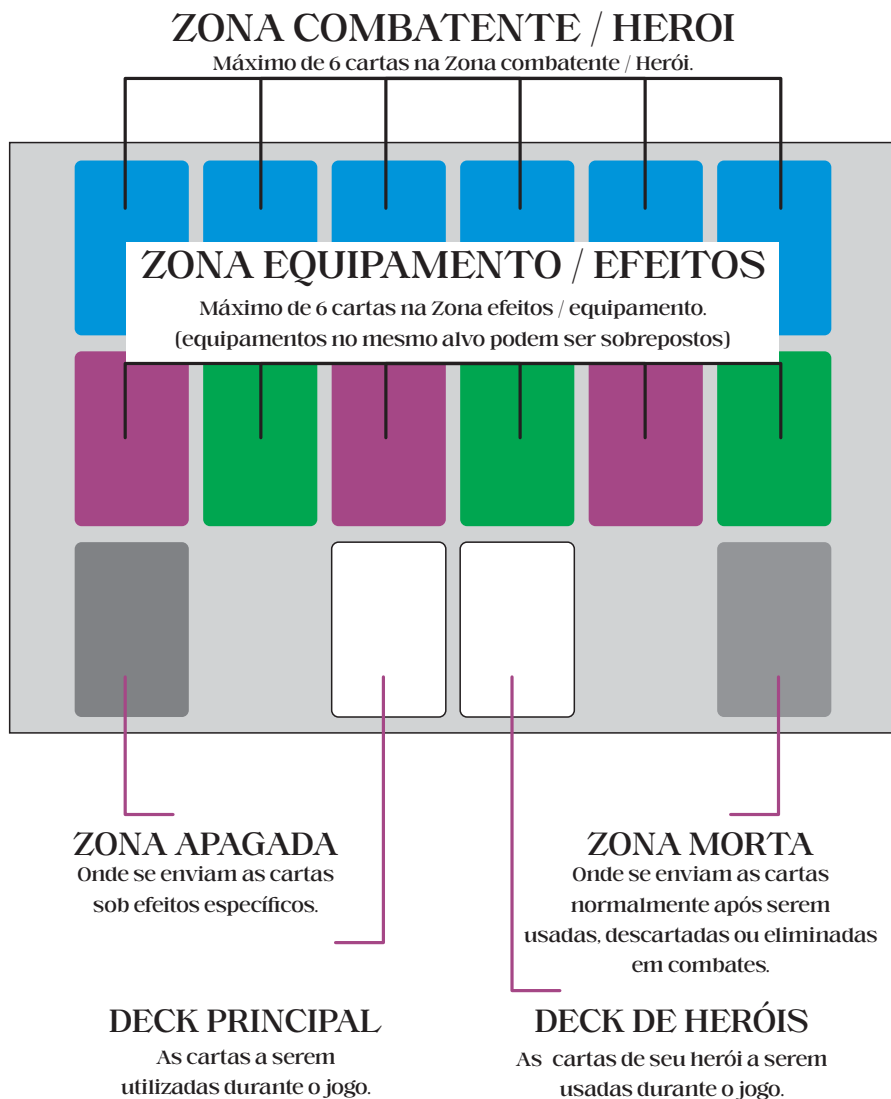 ZONA COMBATENTE / HEROI
Máximo de 6 cartas na Zona combatente / Herói.
ZONA EQUIPAMENTO / EFEITOS
Máximo de 6 cartas na Zona efeitos / equipamento.
(equipamentos no mesmo alvo podem ser sobrepostos)
ZONA APAGADA
Onde se enviam as cartas
sob efeitos específicos.
ZONA MORTA
Onde se enviam as cartas
normalmente após serem
usadas, descartadas ou eliminadas
em combates.
DECK PRINCIPAL
As cartas a serem
utilizadas durante o jogo.
DECK DE HERÓIS
As cartas de seu herói a serem
usadas durante o jogo.